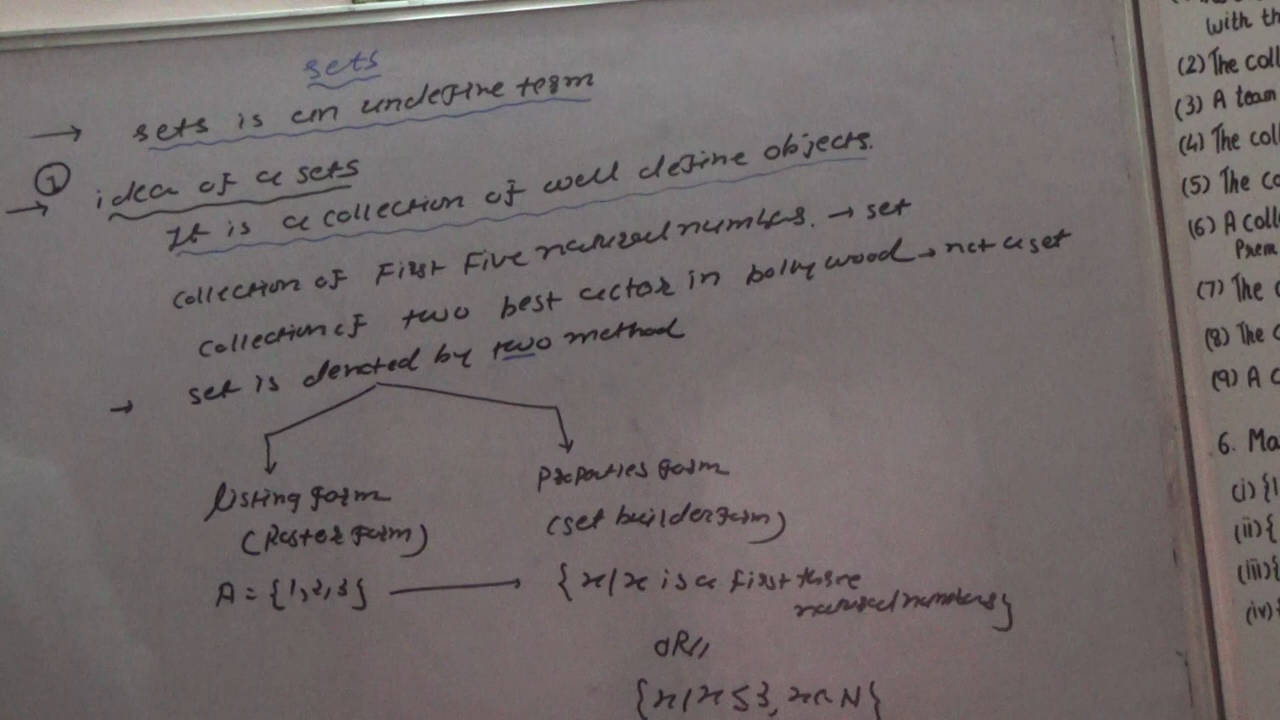 sets
→ sets is an undefine term
①
→ idea of a sets
It is a collection of well define objects.
collection of First Five natural numbers. → set
collection of two best actor in bollywood → not a set
→ set is denoted by two method
listing form
(Roster form)
Properties form
(set builder form)
A = {1,2,3} → {x/x is a first three
natural numbers}
OR//
{x/x ≤ 3, x ∈ N}
with th
(2) The coll
(3) A team
(4) The coll
(5) The co
(6) A coll
Prem
(7) The c
(8) The c
(9) A c
6. Ma
(i) {1
(ii) {
(iii) {
(iv) {